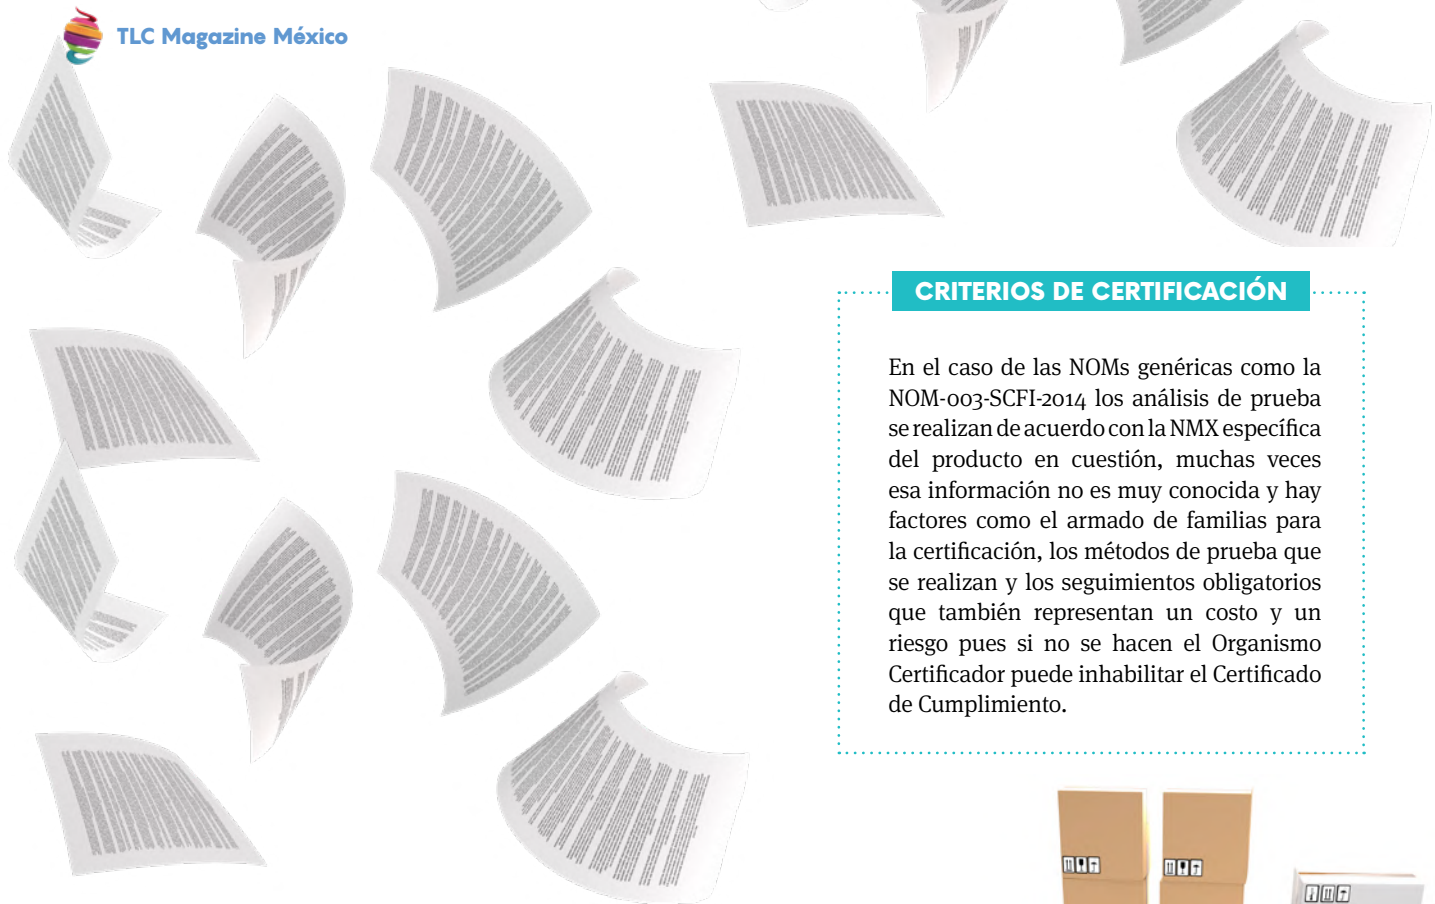 TLC Magazine México
CRITERIOS DE CERTIFICACIÓN
En el caso de las NOMs genéricas como la
NOM-003-SCFI-2014 los análisis de prueba
se realizan de acuerdo con la NMX específica
del producto en cuestión, muchas veces
esa información no es muy conocida y hay
factores como el armado de familias para
la certificación, los métodos de prueba que
se realizan y los seguimientos obligatorios
que también representan un costo y un
riesgo pues si no se hacen el Organismo
Certificador puede inhabilitar el Certificado
de Cumplimiento.